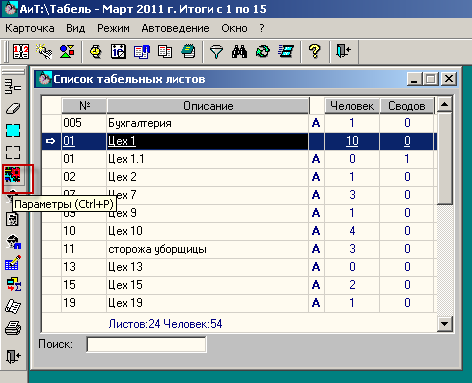 АиТ:\Табель - Март 2011 г. Итоги с 1 по 15
Карточка Вид Режим Автоведение Окно ?
Список табельных листов
№ Описание Человек Сводов
005 Бухгалтерия А 1 0
01 Цех 1 10 0
01 Цех 1.1 А 0 1
02 Цех 2 А 1 0
07 Цех 7 А 3 0
09 Цех 9 А 1 0
10 Цех 10 А 4 0
11 сторожа уборщицы А 3 0
13 Цех 13 А 0 0
15 Цех 15 А 2 0
19 Цех 19 А 1 0
Листов:24 Человек:54
Поиск:
Параметры (Ctrl+P)